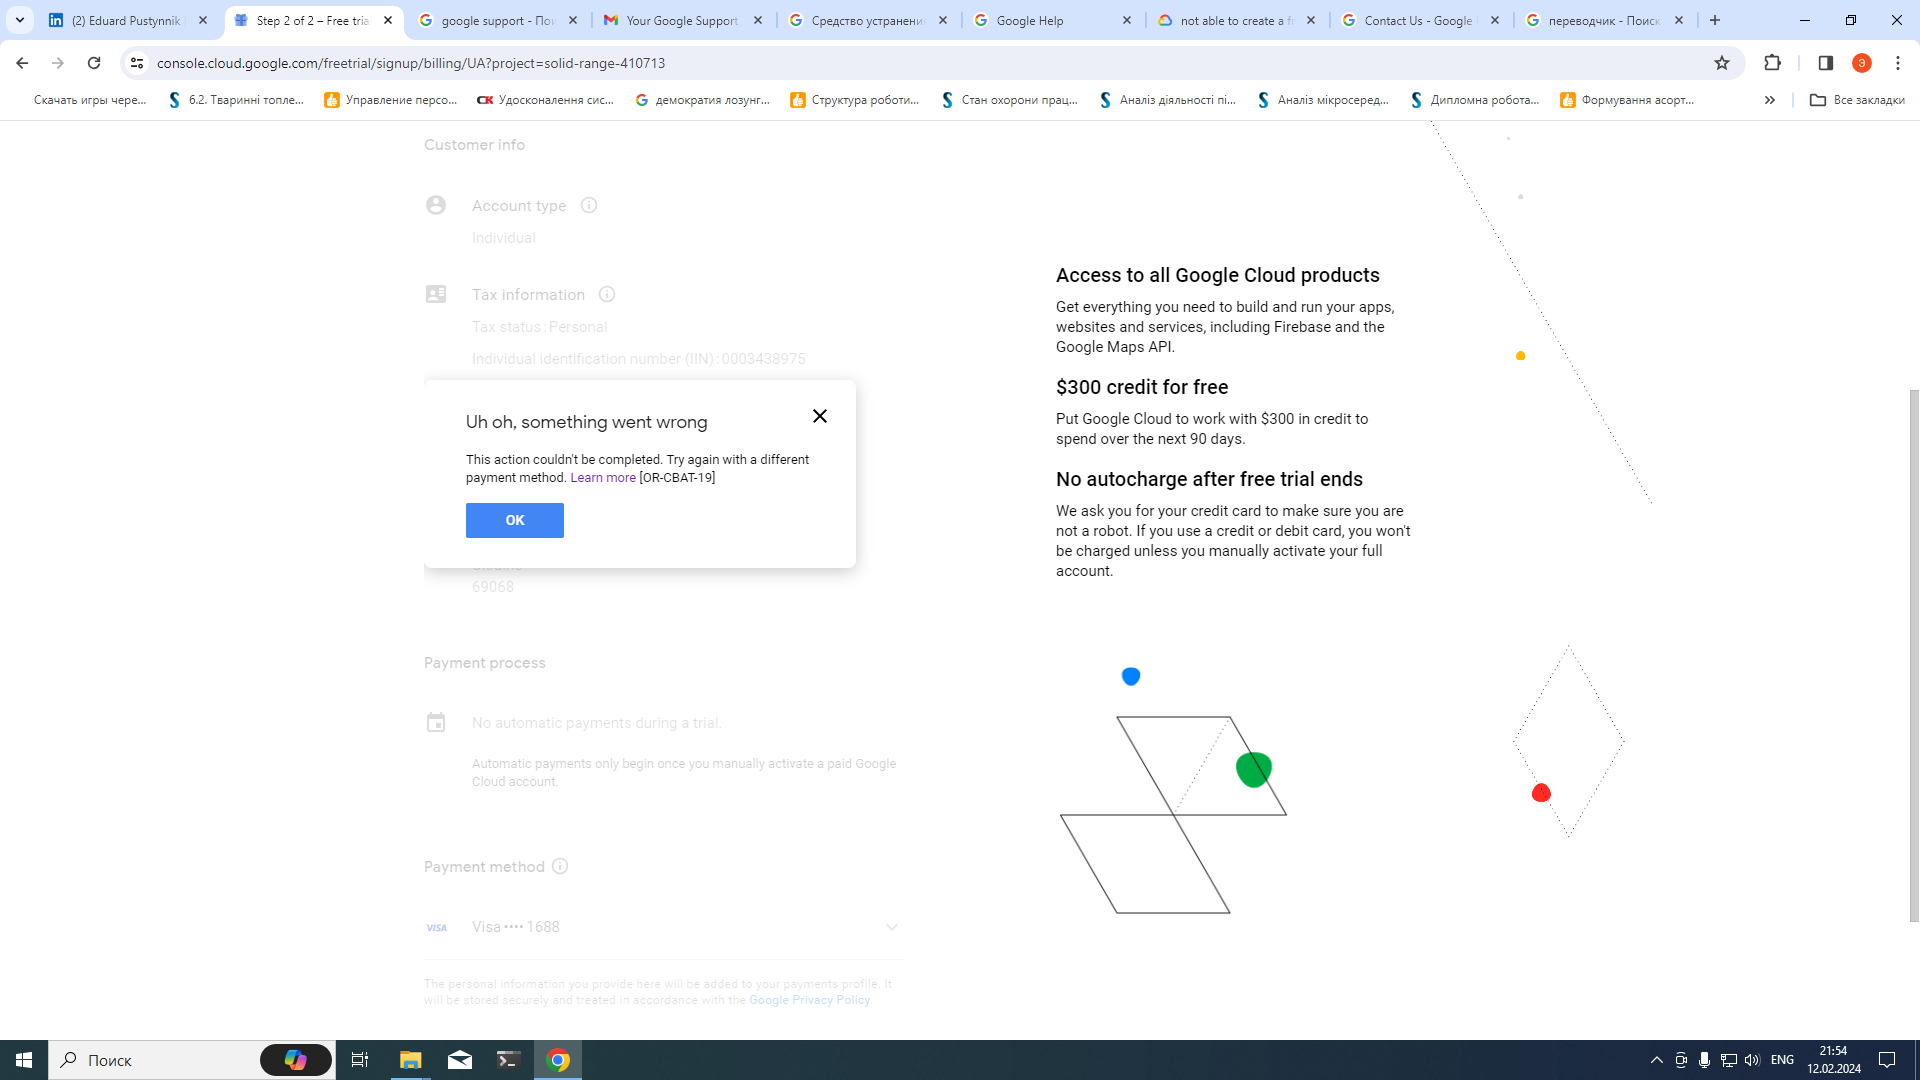 (2) Eduard Pustynnik
Step 2 of 2 – Free tria
google support - Пои
Your Google Support
Средство устранени
Google Help
not able to create a f
Contact Us - Google
переводчик - Поиск
console.cloud.google.com/freetrial/signup/billing/UA?project=solid-range-410713
Э
Скачать игры чере...
6.2. Тваринні топле...
Управление персо...
Удосконалення сис...
демократия лозунг...
Структура роботи...
Стан охорони прац...
Аналіз діяльності пі...
Аналіз мікросеред...
Дипломна робота...
Формування асорт...
Все закладки
Customer info
Account type
Individual
Tax information
Tax status: Personal
Individual identification number (IIN): 0003438975
Uh oh, something went wrong
This action couldn't be completed. Try again with a different
payment method. Learn more [OR-CBAT-19]
OK
69068
Payment process
No automatic payments during a trial.
Automatic payments only begin once you manually activate a paid Google
Cloud account.
Payment method
VISA
Visa •••• 1688
The personal information you provide here will be added to your payments profile. It
will be stored securely and treated in accordance with the Google Privacy Policy.
Access to all Google Cloud products
Get everything you need to build and run your apps,
websites and services, including Firebase and the
Google Maps API.
$300 credit for free
Put Google Cloud to work with $300 in credit to
spend over the next 90 days.
No autocharge after free trial ends
We ask you for your credit card to make sure you are
not a robot. If you use a credit or debit card, you won't
be charged unless you manually activate your full
account.
Поиск
ENG
21:54
12.02.2024